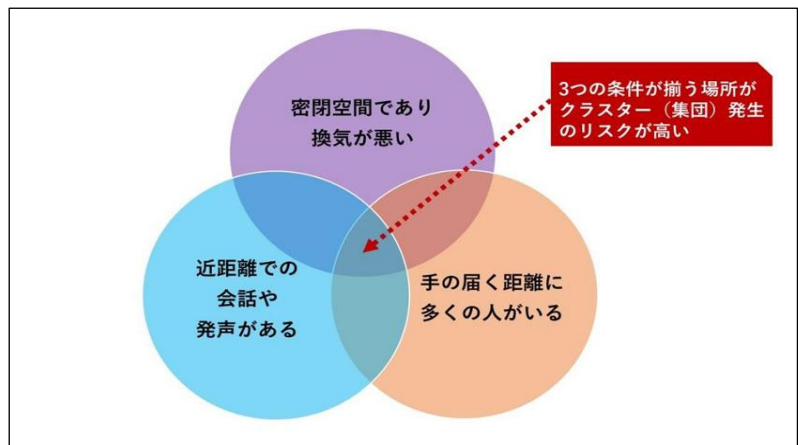 密閉空間であり
換気が悪い
3つの条件が揃う場所が
クラスター（集団）発生
のリスクが高い
近距離での
会話や
発声がある
手の届く距離に
多くの人がいる